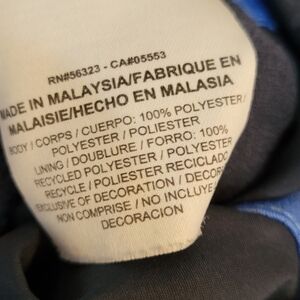 RN#56323 - CA#05553
MADE IN MALAYSIA/FABRIQUE EN
MALAISIE/HECHO EN MALASIA
BODY / CORPS / CUERPO: 100% POLYESTER /
POLYESTER / POLIESTER
LINING / DOUBLURE / FORRO: 100%
RECYCLED POLYESTER / POLYESTER
RECYCLE / POLIESTER RECICLADO
EXCLUSIVE OF DECORATION / DECOR
NON COMPRISE / NO INCLUYE
DECORACION